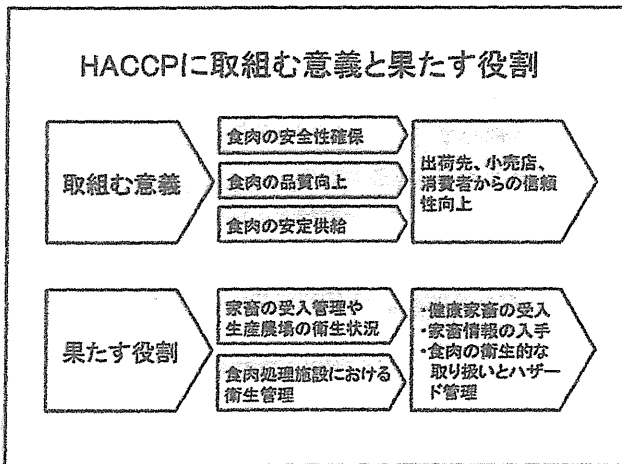 HACCPに取組む意義と果たす役割
取組む意義
食肉の安全性確保
食肉の品質向上
食肉の安定供給
出荷先、小売店、
消費者からの信頼
性向上
果たす役割
家畜の受入管理や
生産農場の衛生状況
食肉処理施設における
衛生管理
・健康家畜の受入
・家畜情報の入手
・食肉の衛生的な
取り扱いとハザー
ド管理